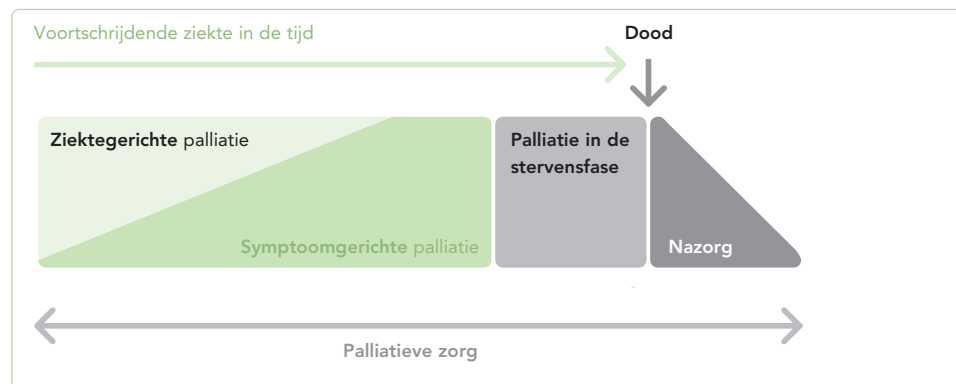 Voortschrijdende ziekte in de tijd
Dood
Ziektegerichte palliatie
Palliatie in de
stervensfase
Symptoomgerichte palliatie
Nazorg
Palliatieve zorg